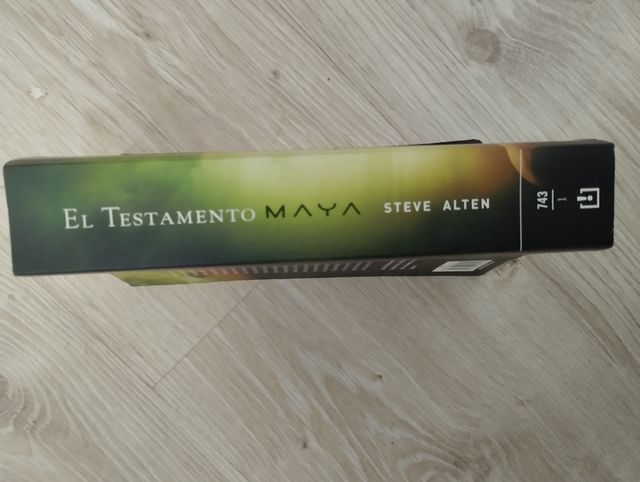 EL TESTAMENTO MAYA STEVE ALTEN
743
1